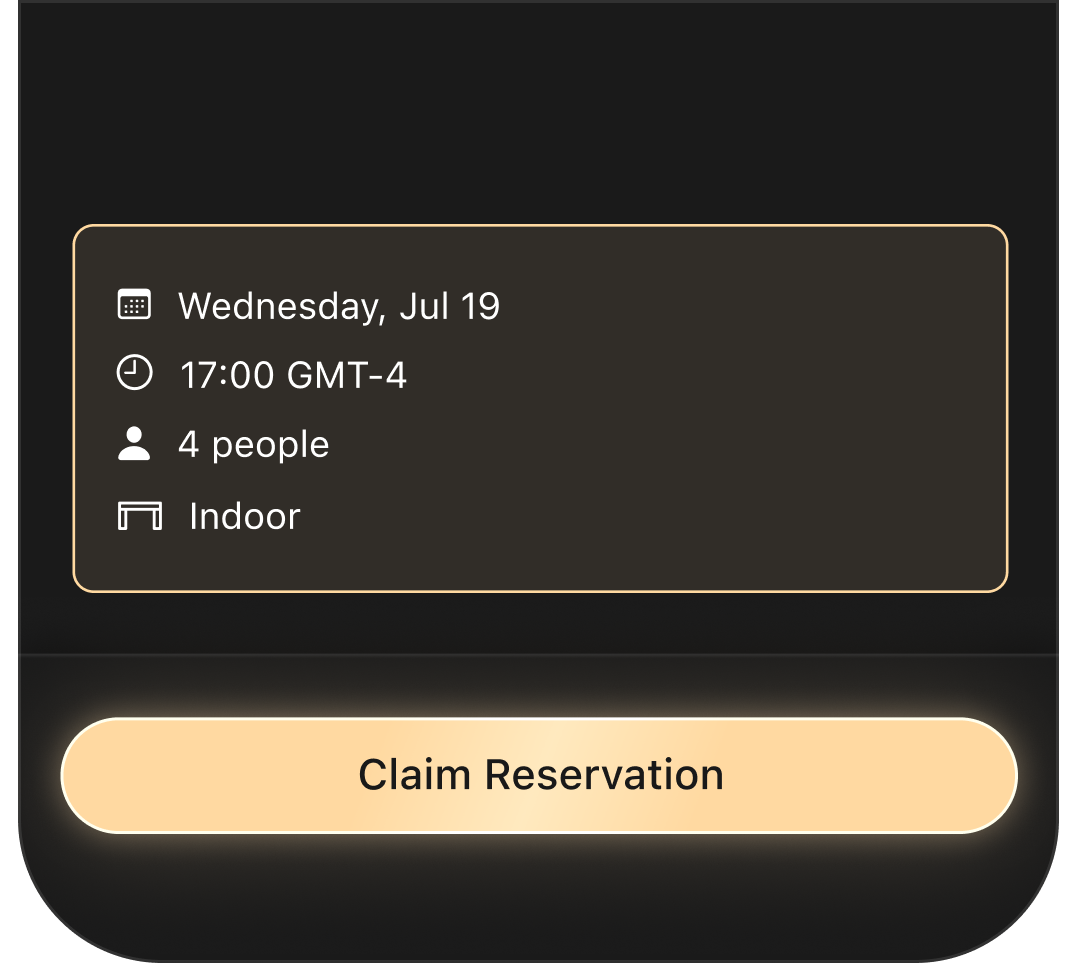 Wednesday, Jul 19
17:00 GMT-4
4 people
Indoor
Claim Reservation